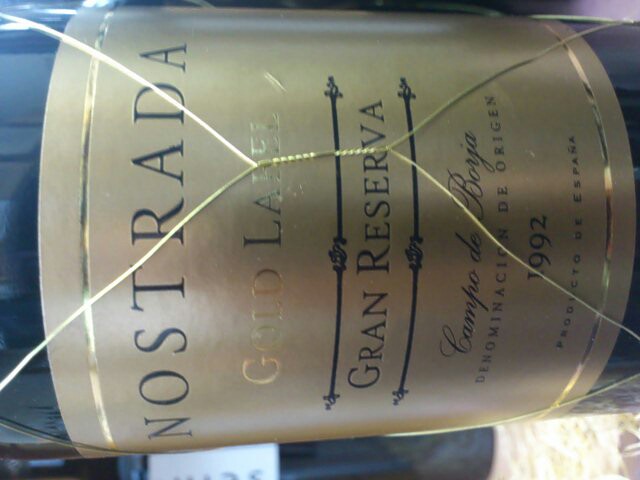 NOSTRADA
GOLD LABEL
GRAN RESERVA
Campo de Borja
DENOMINACIÓN DE ORIGEN
1992
PRODUCTO DE ESPAÑA